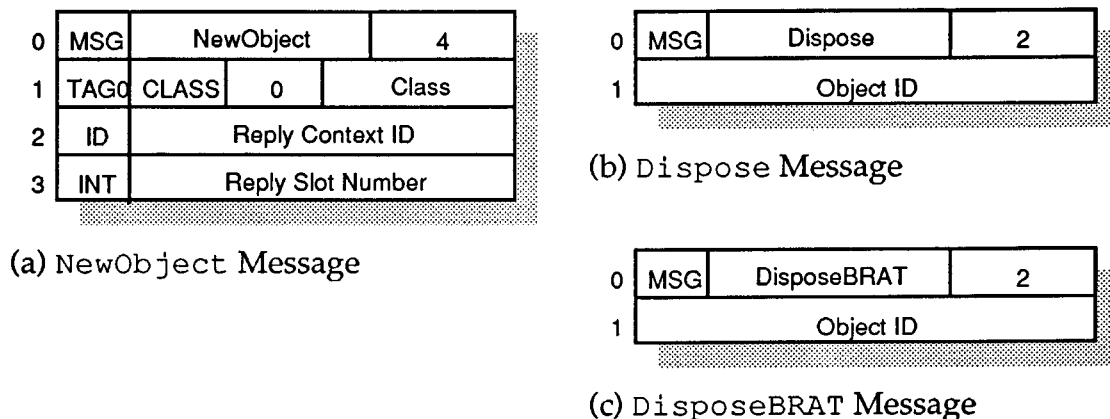 0 MSG NewObject 4
1 TAG0 CLASS 0 Class
2 ID Reply Context ID
3 INT Reply Slot Number
(a) NewObject Message
0 MSG Dispose 2
1 Object ID
(b) Dispose Message
0 MSG DisposeBRAT 2
1 Object ID
(c) DisposeBRAT Message